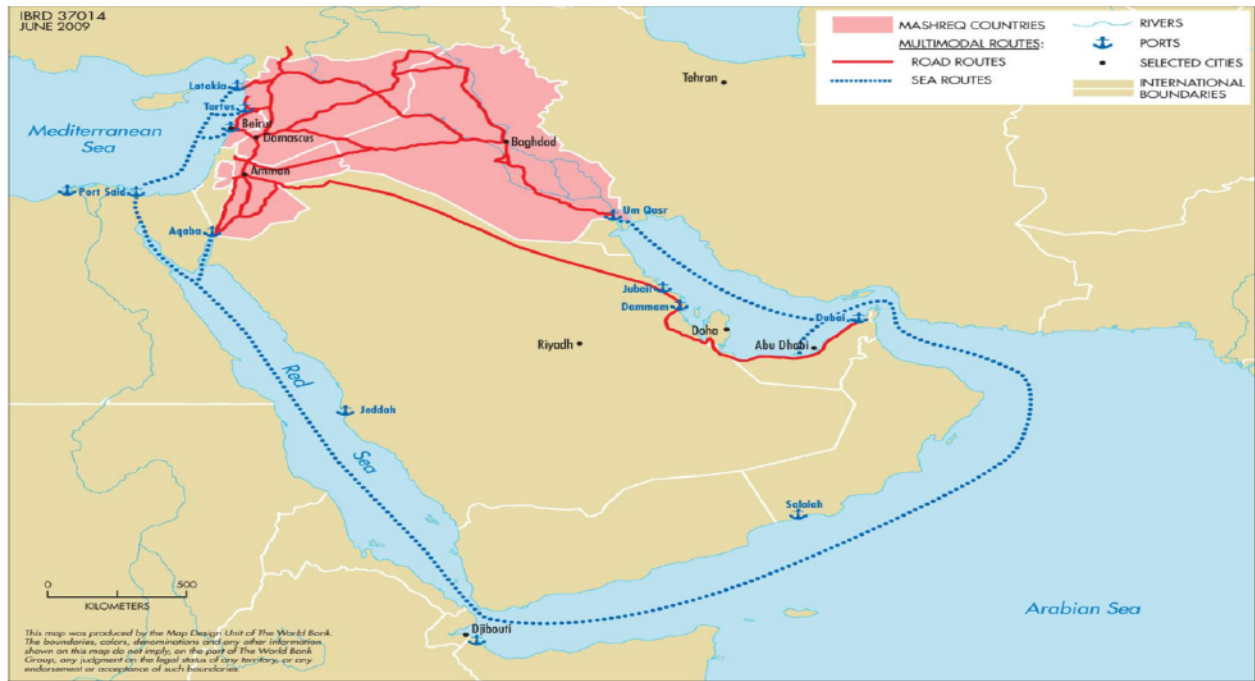 IBRD 37014
JUNE 2009
MASHREQ COUNTRIES
MULTIMODAL ROUTES:
ROAD ROUTES
SEA ROUTES
RIVERS
PORTS
SELECTED CITIES
INTERNATIONAL
BOUNDARIES
Tehran
Latakia
Tartus
Beirut
Mediterranean
Sea
Damascus
Baghdad
Amman
Port Said
Um Qasr
Aqaba
Jubail
Dammam
Doha
Dubai
Riyadh
Abu Dhabi
Red
Sea
Jeddah
Salalah
0
500
KILOMETERS
Arabian Sea
Djibouti
This map was produced by the Map Design Unit of The World Bank.
The boundaries, colors, denominations and any other information
shown on this map do not imply, on the part of The World Bank
Group, any judgment on the legal status of any territory, or any
endorsement or acceptance of such boundaries.